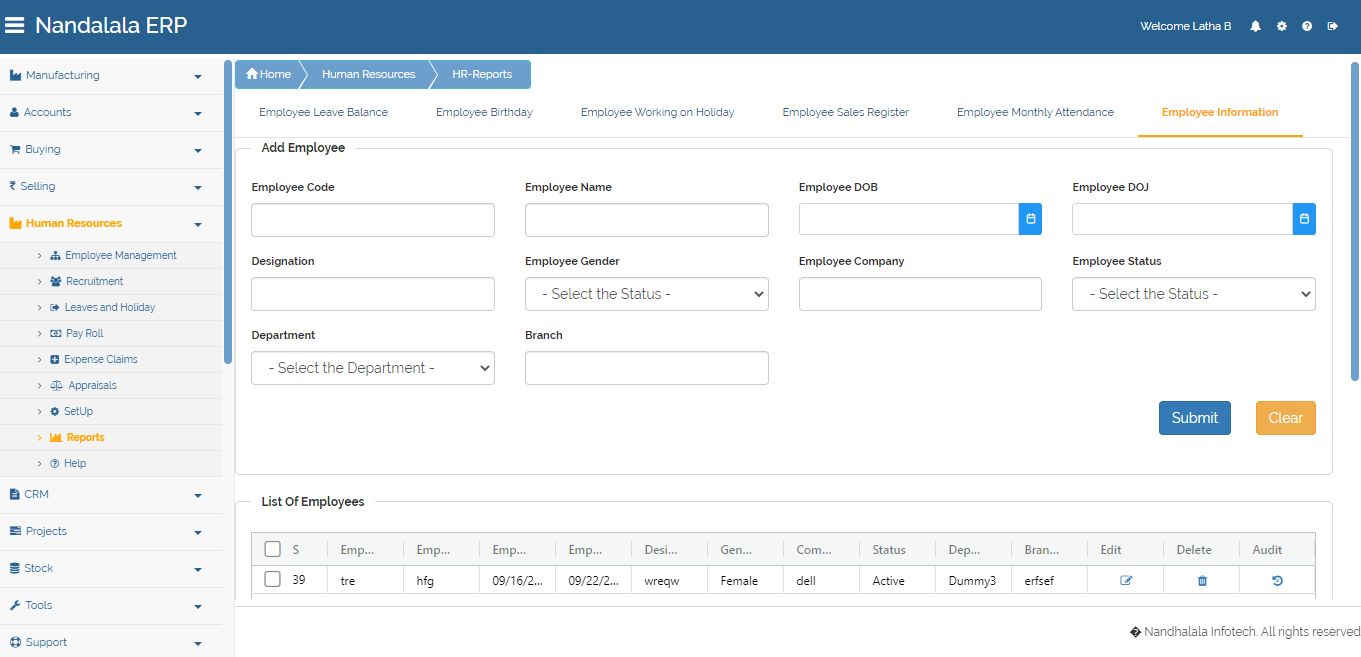 Nandalala ERP
Welcome Latha B
Manufacturing
Accounts
Buying
₹ Selling
Human Resources
Employee Management
Recruitment
Leaves and Holiday
Pay Roll
Expense Claims
Appraisals
SetUp
Reports
Help
CRM
Projects
Stock
Tools
Support
Home Human Resources HR-Reports
Employee Leave Balance Employee Birthday Employee Working on Holiday Employee Sales Register Employee Monthly Attendance Employee Information
Add Employee
Employee Code Employee Name Employee DOB Employee DOJ
Designation Employee Gender Employee Company Employee Status
- Select the Status - - Select the Status -
Department Branch
- Select the Department -
Submit Clear
List Of Employees
S Emp... Emp... Emp... Emp... Desi... Gen... Com... Status Dep... Bran... Edit Delete Audit
39 tre hfg 09/16/2... 09/22/2... wreqw Female dell Active Dummy3 erfsef
� Nandhalala Infotech. All rights reserved